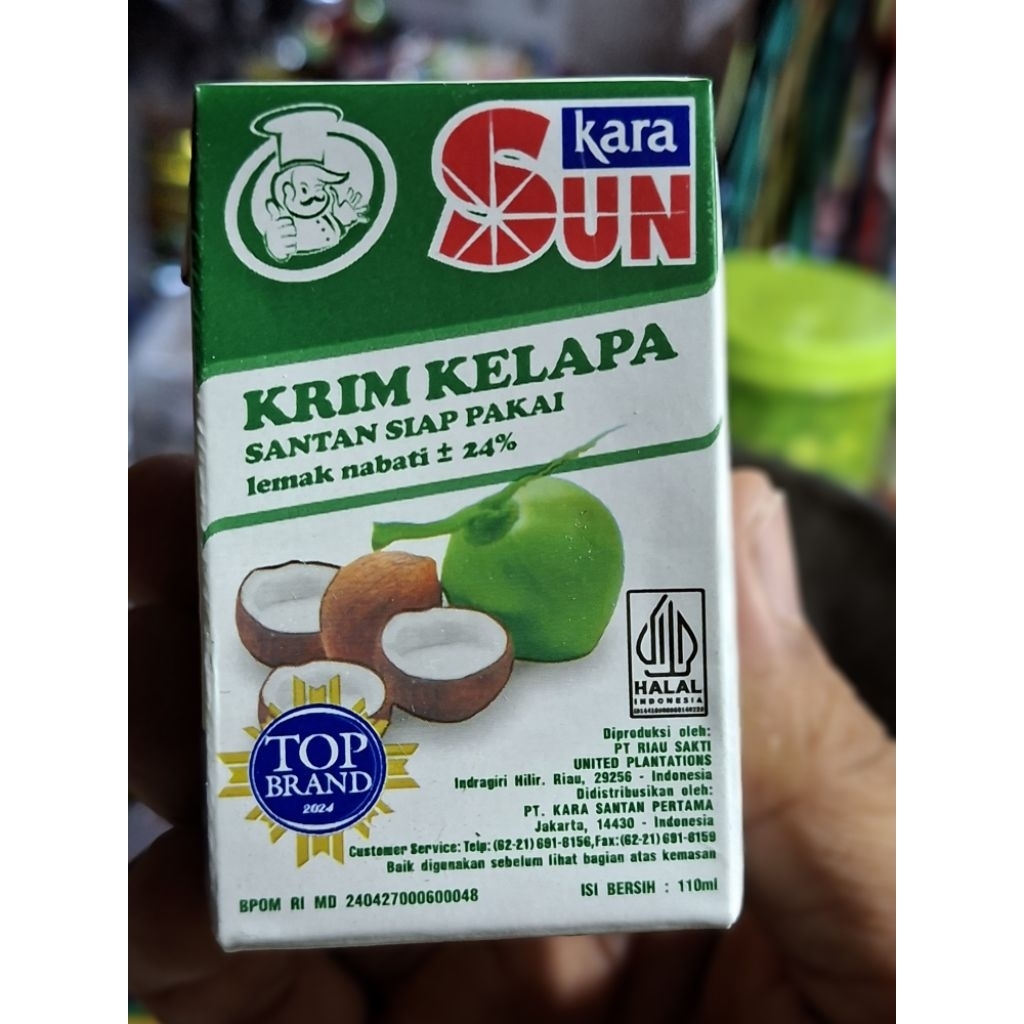 kara
SUN
KRIM KELAPA
SANTAN SIAP PAKAI
lemak nabati ± 24%
HALAL
INDONESIA
TOP
BRAND
2024
Diproduksi oleh:
PT RIAU SAKTI
UNITED PLANTATIONS
Indragiri Hilir. Riau, 29256 - Indonesia
Didistribusikan oleh:
PT. KARA SANTAN PERTAMA
Jakarta, 14430 - Indonesia
Customer Service: Telp: (62-21) 691-8156, Fax: (62-21) 691-8159
Baik digunakan sebelum lihat bagian atas kemasan
BPOM RI MD 240427000600048
ISI BERSIH : 110ml